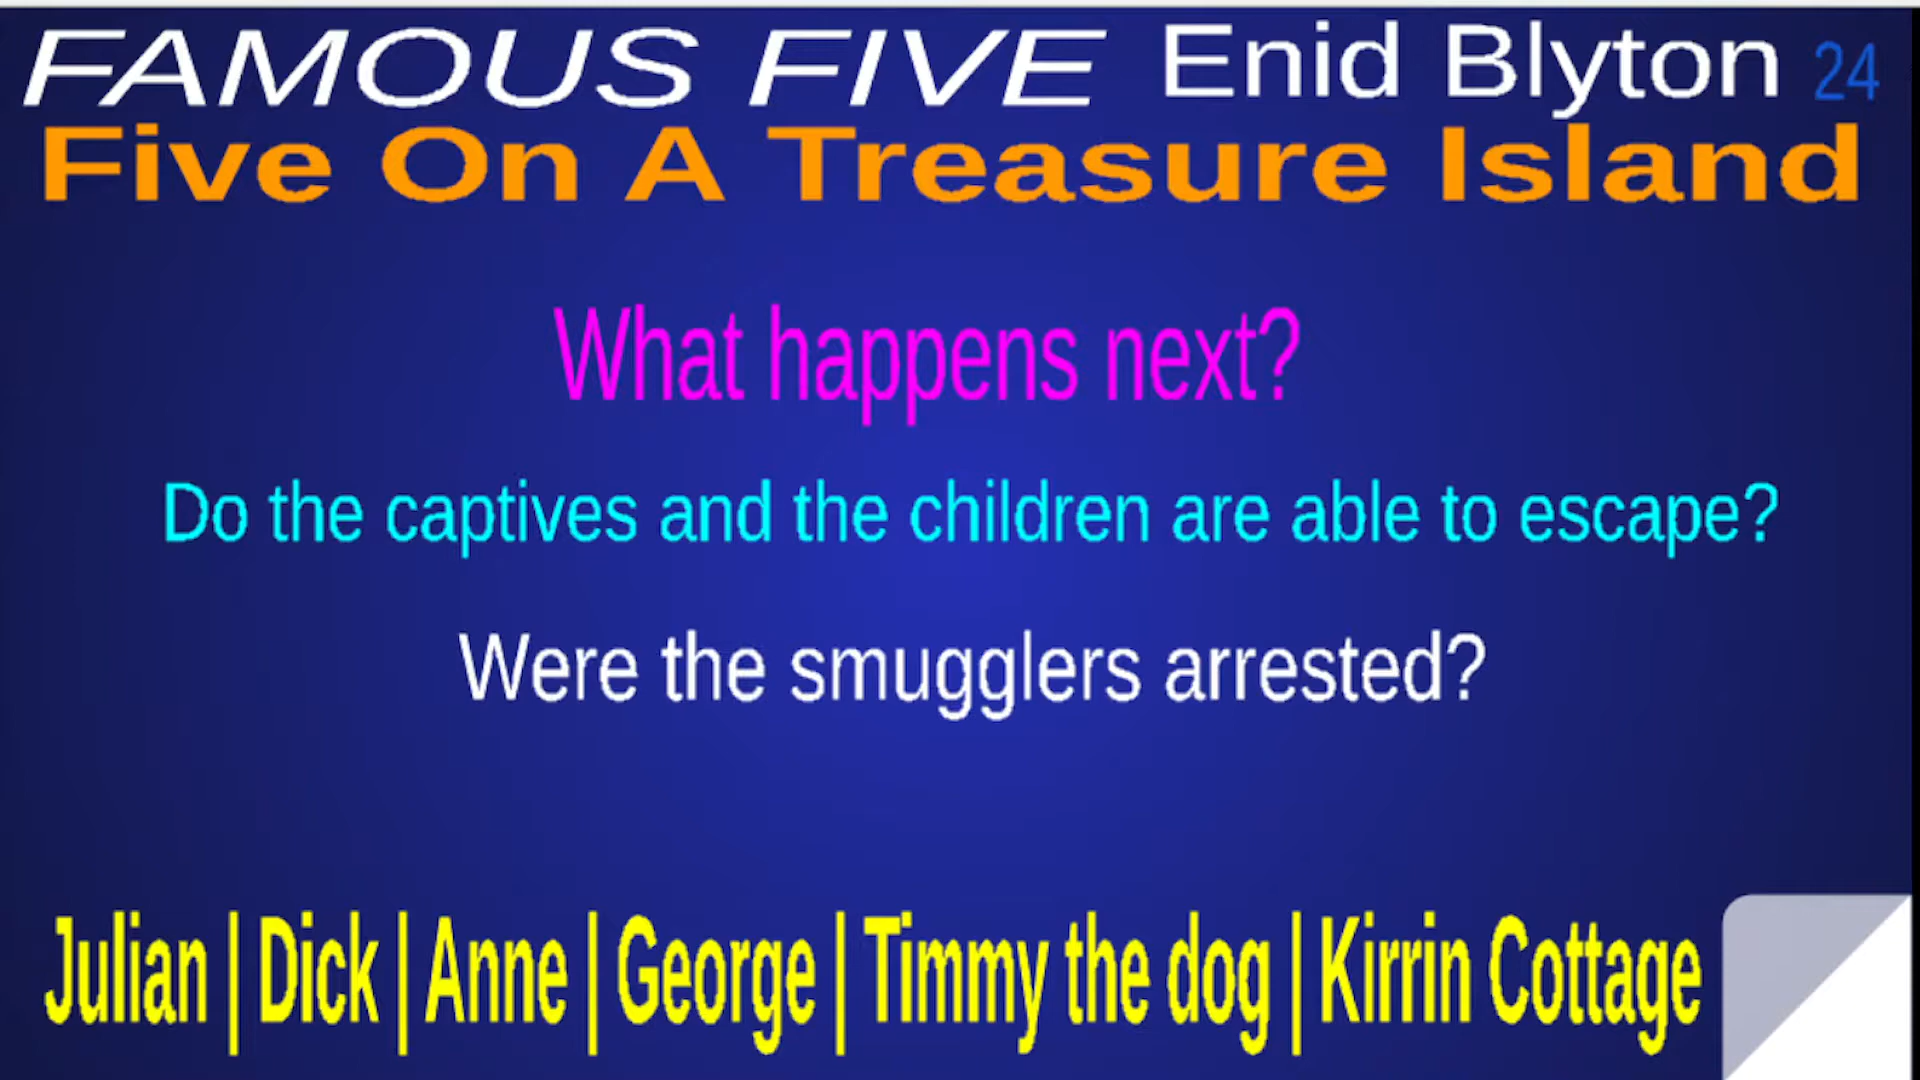 FAMOUS FIVE Enid Blyton 24
Five On A Treasure Island
What happens next?
Do the captives and the children are able to escape?
Were the smugglers arrested?
Julian | Dick | Anne | George | Timmy the dog | Kirrin Cottage